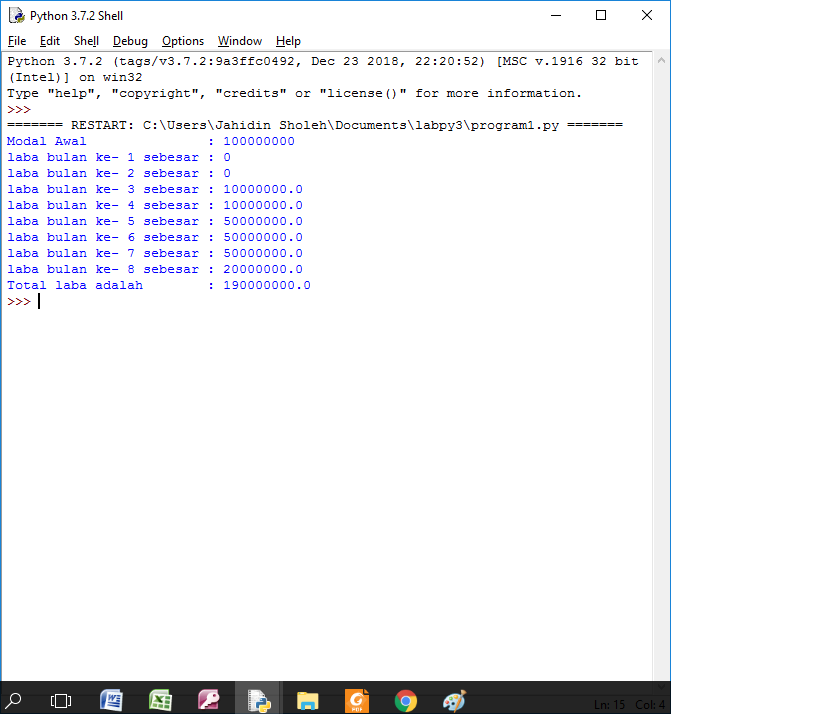 Python 3.7.2 Shell
File Edit Shell Debug Options Window Help
Python 3.7.2 (tags/v3.7.2:9a3ffc0492, Dec 23 2018, 22:20:52) [MSC v.1916 32 bit
(Intel)] on win32
Type "help", "copyright", "credits" or "license()" for more information.
>>>
======= RESTART: C:\Users\Jahidin Sholeh\Documents\labpy3\program1.py =======
Modal Awal               : 100000000
laba bulan ke- 1 sebesar : 0
laba bulan ke- 2 sebesar : 0
laba bulan ke- 3 sebesar : 10000000.0
laba bulan ke- 4 sebesar : 10000000.0
laba bulan ke- 5 sebesar : 50000000.0
laba bulan ke- 6 sebesar : 50000000.0
laba bulan ke- 7 sebesar : 50000000.0
laba bulan ke- 8 sebesar : 20000000.0
Total laba adalah        : 190000000.0
>>>
Ln: 15 Col: 4